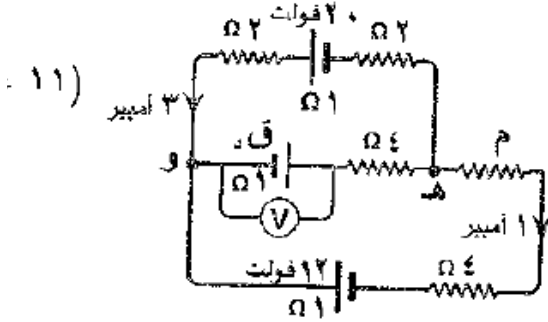 ٢٠ فولت
Ω ٢ Ω ٢
Ω ١
١١)
٣ أمبير
ق د Ω ٤ م
و Ω ١ هـ
V
١ أمبير
١٢ فولت Ω ٤
Ω ١